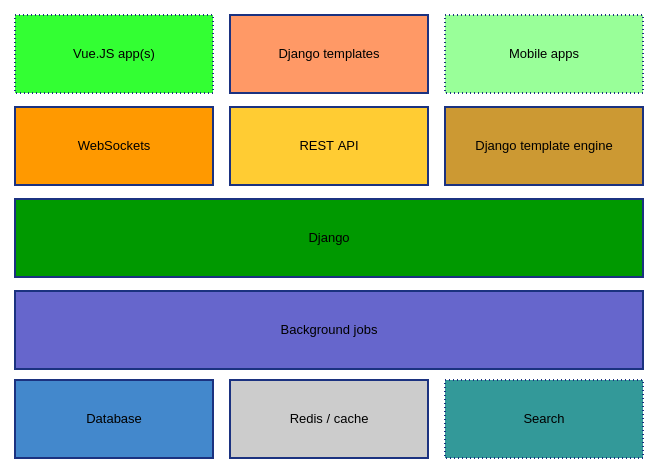 Vue.JS app(s)
Django templates
Mobile apps
WebSockets
REST API
Django template engine
Django
Background jobs
Database
Redis / cache
Search